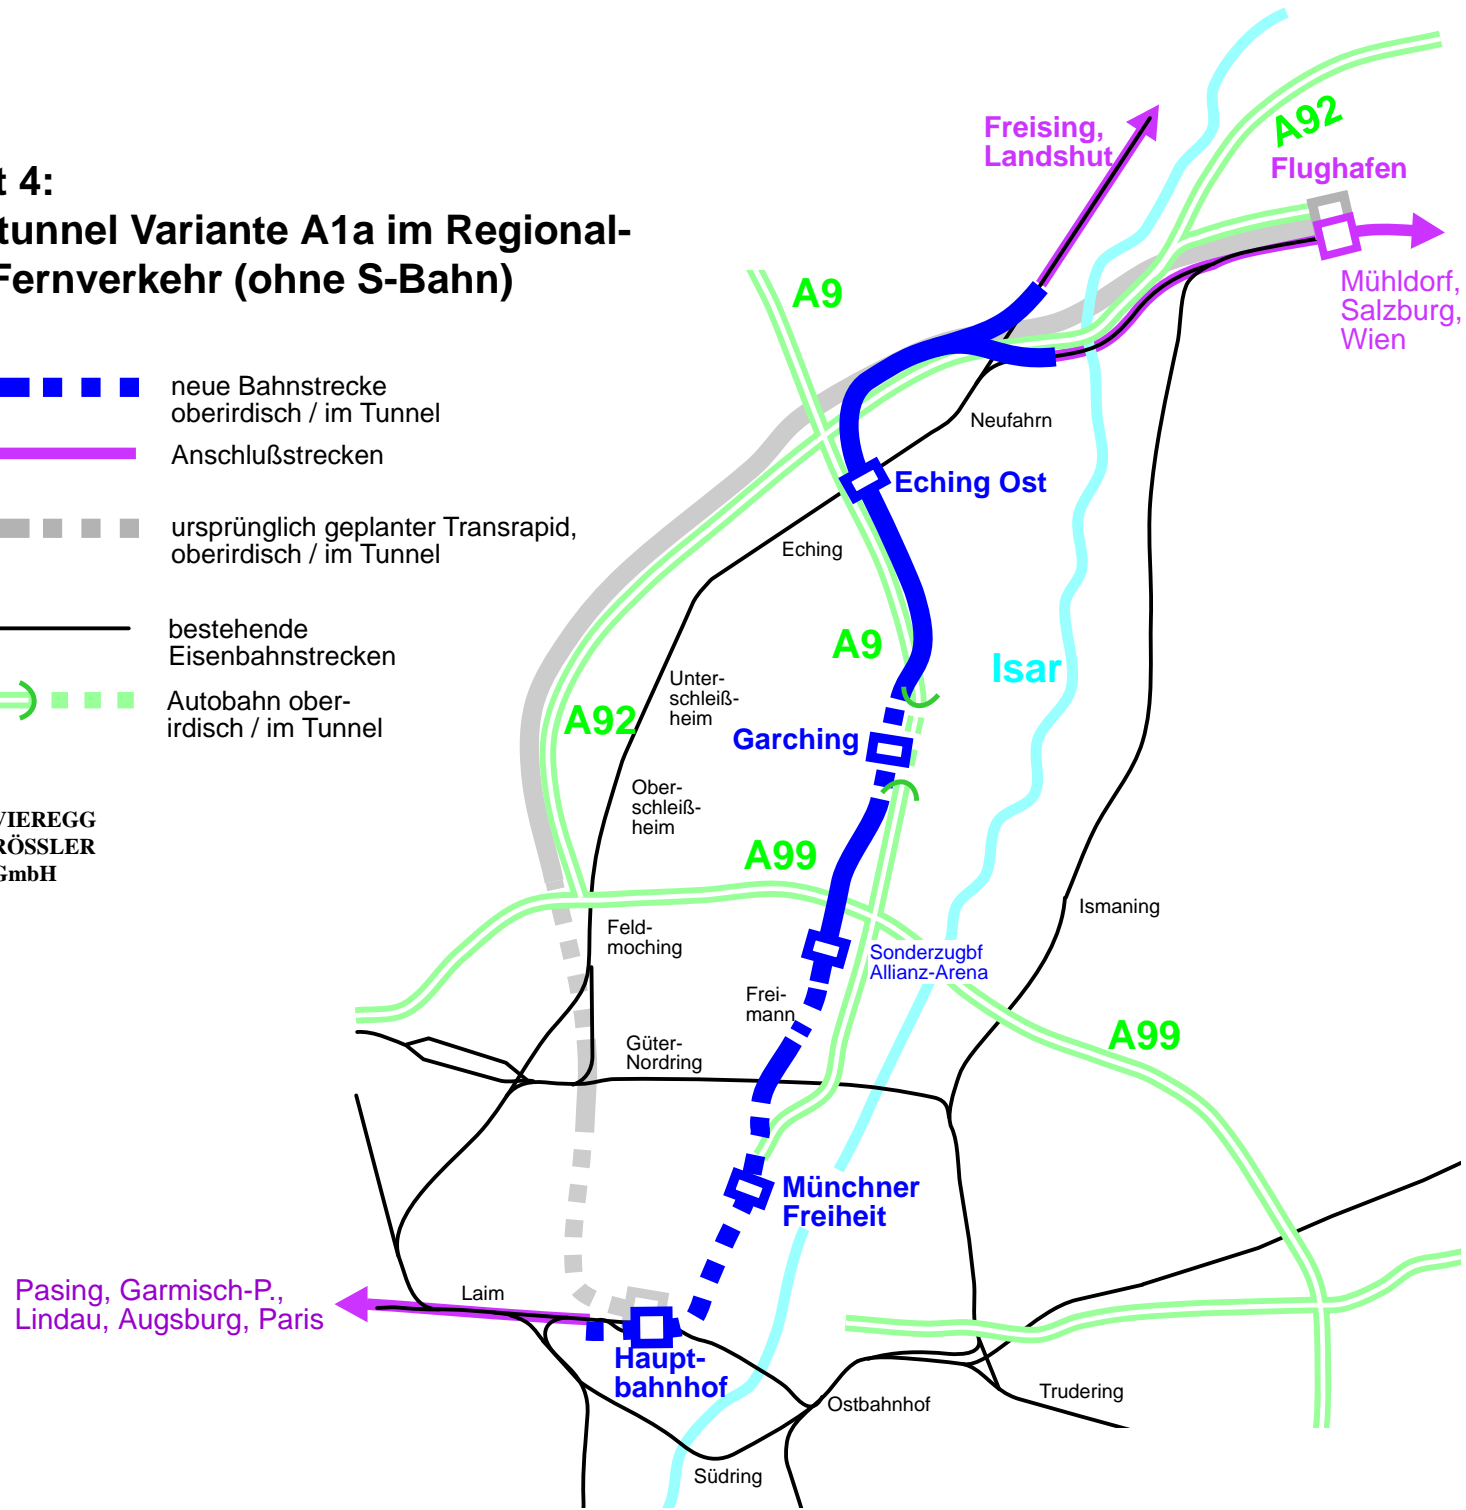 t 4:
tunnel Variante A1a im Regional-
Fernverkehr (ohne S-Bahn)
neue Bahnstrecke
oberirdisch / im Tunnel
Anschlußstrecken
ursprünglich geplanter Transrapid,
oberirdisch / im Tunnel
bestehende
Eisenbahnstrecken
Autobahn ober-
irdisch / im Tunnel
VIEREGG
RÖSSLER
GmbH
Freising,
Landshut
A92
Flughafen
Mühldorf,
Salzburg,
Wien
A9
Neufahrn
Eching Ost
Eching
A9
Isar
Unter-
schleiß-
heim
A92
Garching
Ober-
schleiß-
heim
A99
Ismaning
Feld-
moching
Sonderzugbf
Allianz-Arena
Frei-
mann
A99
Güter-
Nordring
Münchner
Freiheit
Pasing, Garmisch-P.,
Lindau, Augsburg, Paris
Laim
Haupt-
bahnhof
Ostbahnhof
Trudering
Südring